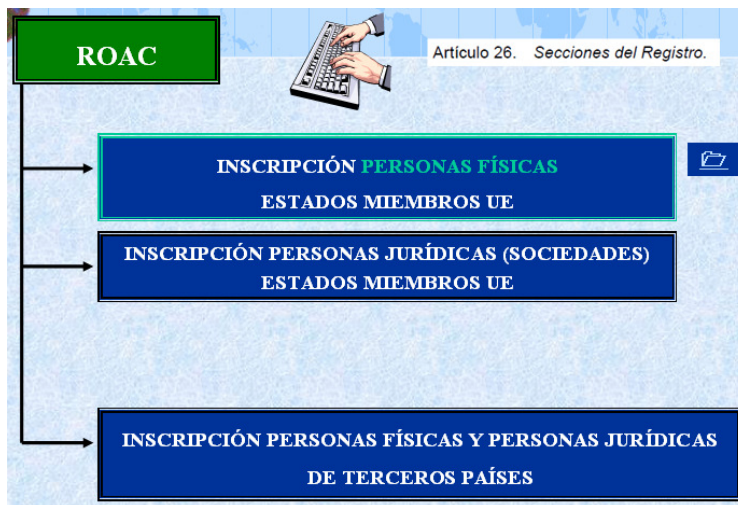 ROAC
Artículo 26. Secciones del Registro.
INSCRIPCIÓN PERSONAS FÍSICAS
ESTADOS MIEMBROS UE
INSCRIPCIÓN PERSONAS JURÍDICAS (SOCIEDADES)
ESTADOS MIEMBROS UE
INSCRIPCIÓN PERSONAS FÍSICAS Y PERSONAS JURÍDICAS
DE TERCEROS PAÍSES